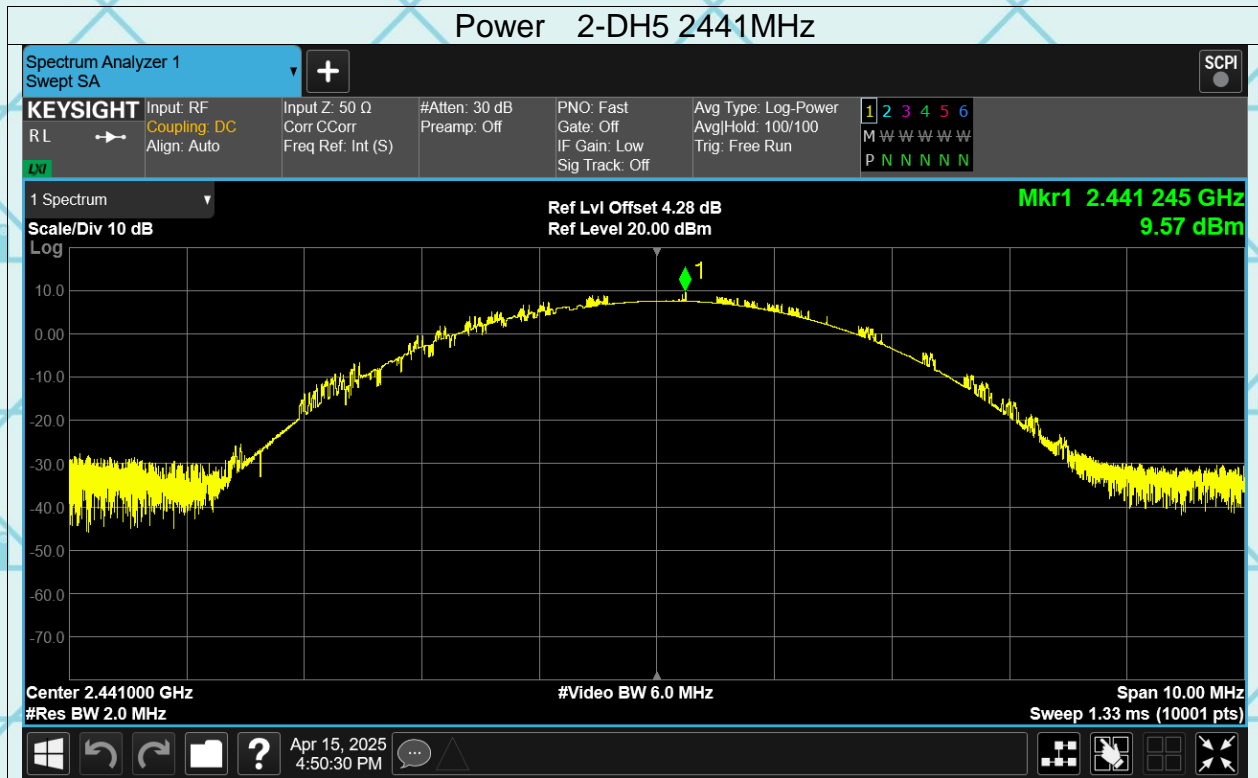 Power 2-DH5 2441MHz
Spectrum Analyzer 1
Swept SA
SCPI
KEYSIGHT
R L
LXI
Input: RF
Coupling: DC
Align: Auto
Input Z: 50 Ω
Corr CCorr
Freq Ref: Int (S)
#Atten: 30 dB
Preamp: Off
PNO: Fast
Gate: Off
IF Gain: Low
Sig Track: Off
Avg Type: Log-Power
Avg|Hold: 100/100
Trig: Free Run
1 2 3 4 5 6
M W W W W W
P N N N N N
1 Spectrum
Scale/Div 10 dB
Ref Lvl Offset 4.28 dB
Ref Level 20.00 dBm
Mkr1 2.441 245 GHz
9.57 dBm
Log
1
10.0
0.00
-10.0
-20.0
-30.0
-40.0
-50.0
-60.0
-70.0
Center 2.441000 GHz
#Res BW 2.0 MHz
#Video BW 6.0 MHz
Span 10.00 MHz
Sweep 1.33 ms (10001 pts)
?
Apr 15, 2025
4:50:30 PM